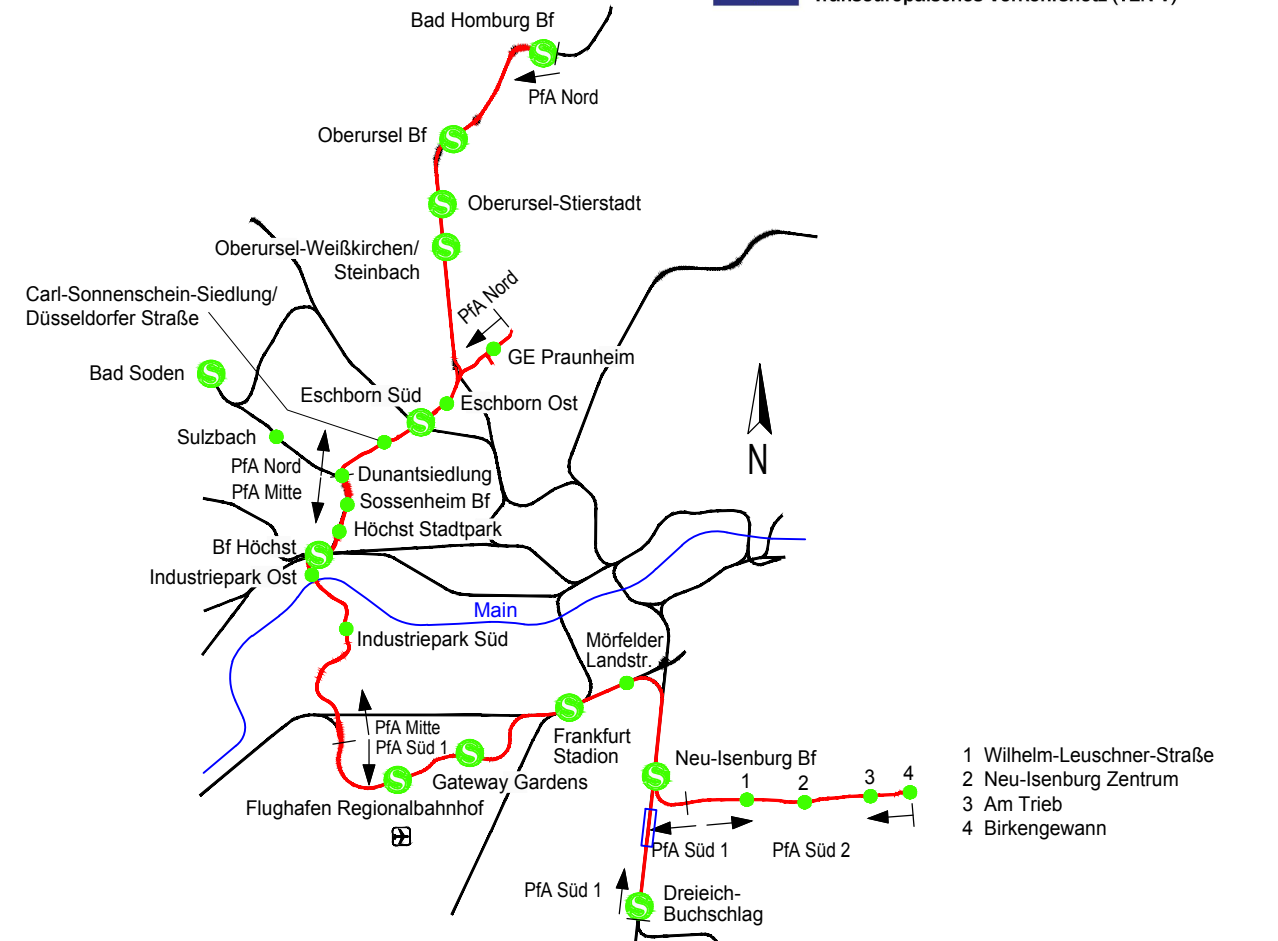 Bad Homburg Bf
PfA Nord
Oberursel Bf
Oberursel-Stierstadt
Oberursel-Weißkirchen/
Steinbach
PfA Nord
Carl-Sonnenschein-Siedlung/
Düsseldorfer Straße
GE Praunheim
Bad Soden
Eschborn Süd
Eschborn Ost
Sulzbach
PfA Nord
PfA Mitte
Dunantsiedlung
Sossenheim Bf
Höchst Stadtpark
Bf Höchst
Industriepark Ost
N
Main
Industriepark Süd
Mörfelder
Landstr.
PfA Mitte
PfA Süd 1
Frankfurt
Stadion
Gateway Gardens
Flughafen Regionalbahnhof
Neu-Isenburg Bf
1
2
3
4
PfA Süd 1
PfA Süd 2
PfA Süd 1
Dreieich-
Buchschlag
1 Wilhelm-Leuschner-Straße
2 Neu-Isenburg Zentrum
3 Am Trieb
4 Birkengewann